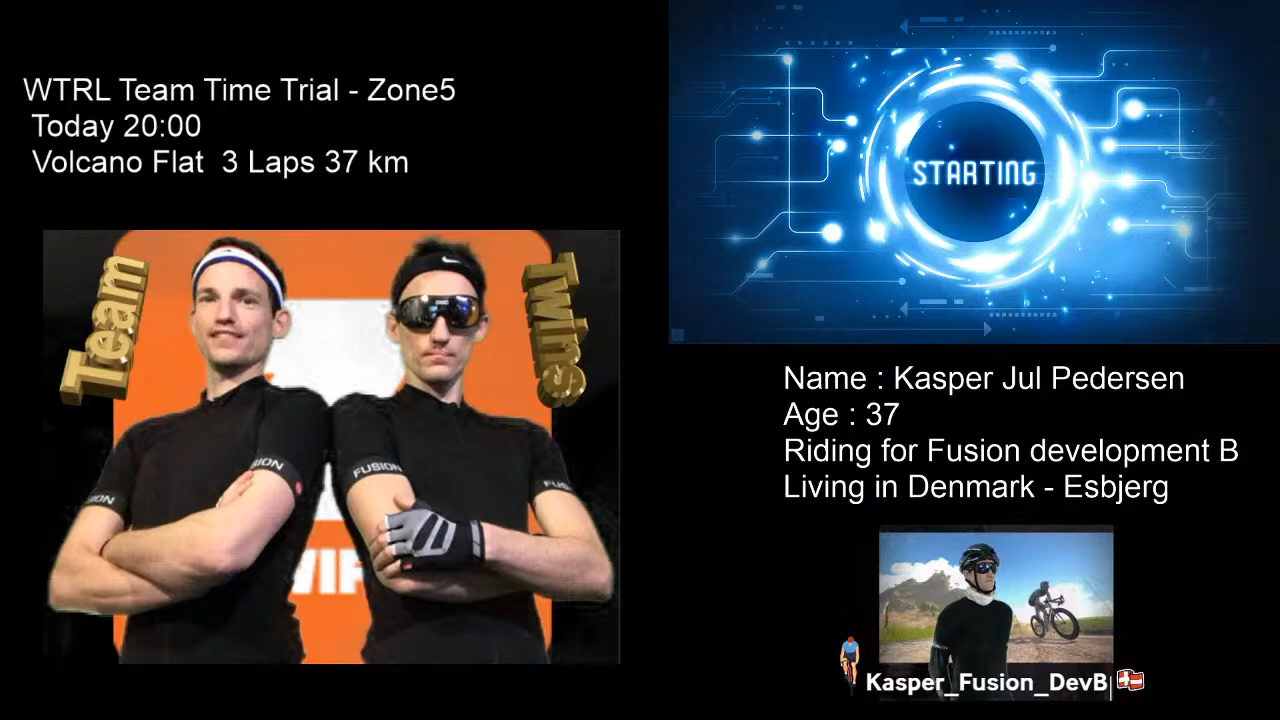 WTRL Team Time Trial - Zone5
Today 20:00
Volcano Flat 3 Laps 37 km
STARTING
Team
Twins
FUSION
Name : Kasper Jul Pedersen
Age : 37
Riding for Fusion development B
Living in Denmark - Esbjerg
Kasper_Fusion_DevB